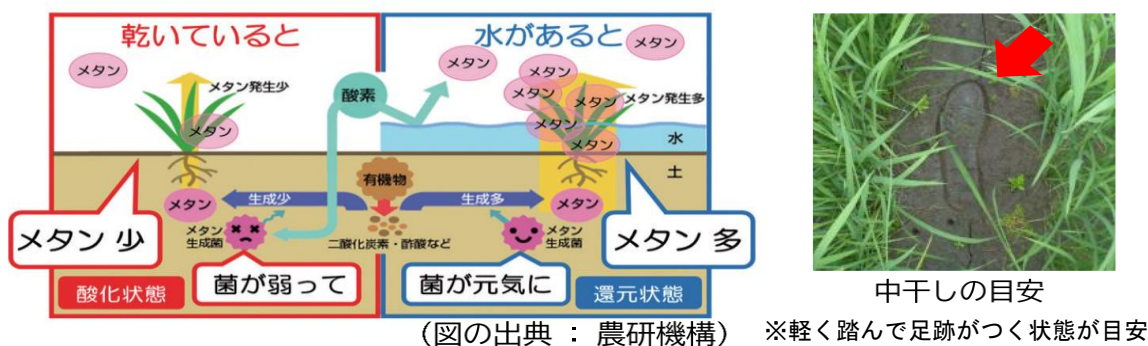 乾いていると
メタン
メタン発生少
メタン
メタン
生成少
メタン
生成菌
メタン 少
酸化状態
菌が弱って
酸素
有機物
二酸化炭素・酢酸など
水があると
メタン
メタン
メタン
メタン
メタン
メタン
メタン
メタン発生多
水
土
生成多
メタン
メタン
生成菌
メタン 多
菌が元気に
還元状態
(図の出典 : 農研機構)
中干しの目安
※軽く踏んで足跡がつく状態が目安